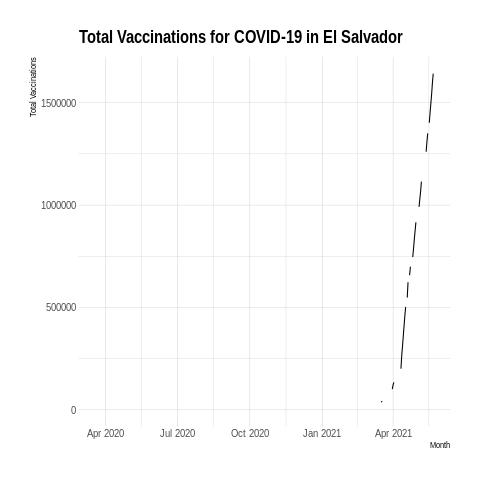 Total Vaccinations for COVID-19 in El Salvador
Total Vaccinations
1500000
1000000
500000
0
Apr 2020 Jul 2020 Oct 2020 Jan 2021 Apr 2021
Month